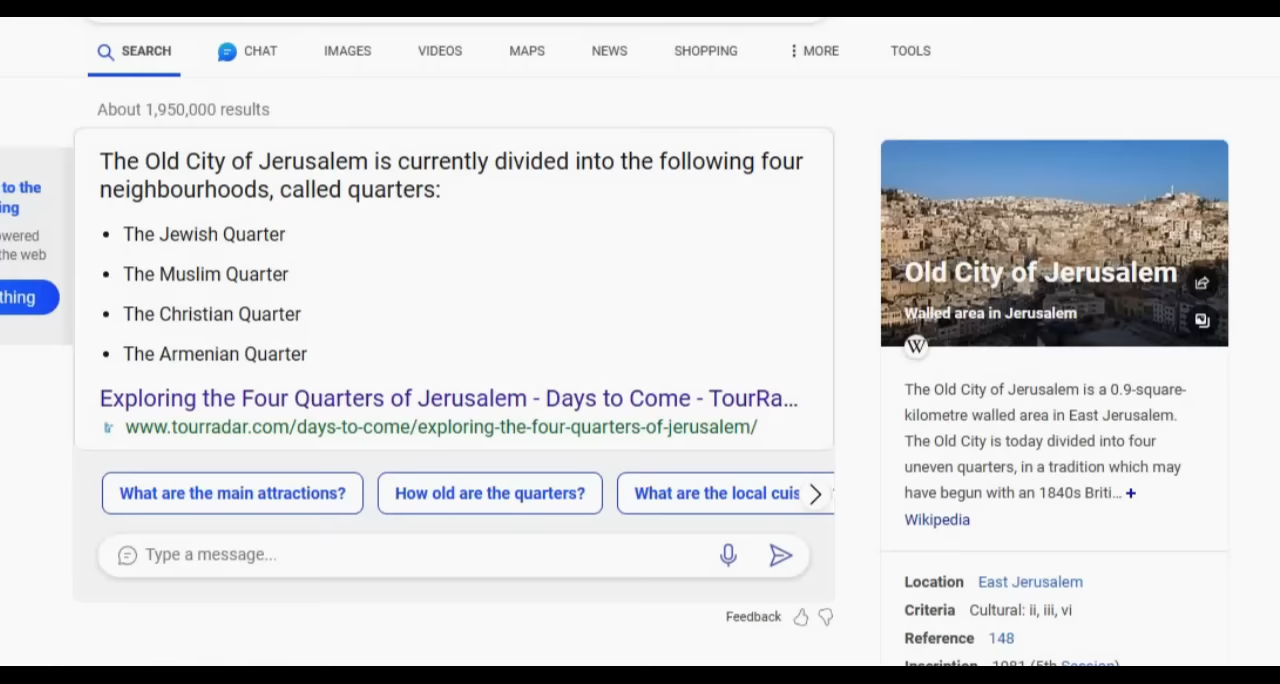 SEARCH CHAT IMAGES VIDEOS MAPS NEWS SHOPPING MORE TOOLS
About 1,950,000 results
to the
ing
owered
the web
thing
The Old City of Jerusalem is currently divided into the following four
neighbourhoods, called quarters:
• The Jewish Quarter
• The Muslim Quarter
• The Christian Quarter
• The Armenian Quarter
Exploring the Four Quarters of Jerusalem - Days to Come - TourRa...
www.tourradar.com/days-to-come/exploring-the-four-quarters-of-jerusalem/
What are the main attractions? How old are the quarters? What are the local cuis
Type a message...
Feedback
Old City of Jerusalem
Walled area in Jerusalem
W
The Old City of Jerusalem is a 0.9-square-
kilometre walled area in East Jerusalem.
The Old City is today divided into four
uneven quarters, in a tradition which may
have begun with an 1840s Briti... +
Wikipedia
Location East Jerusalem
Criteria Cultural: ii, iii, vi
Reference 148
Inscription 1981 (5th Session)